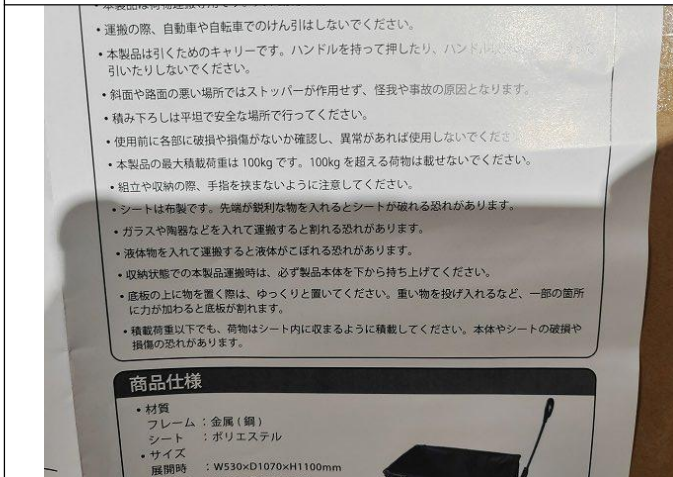 本製品は荷物運搬専用です。
・運搬の際、自動車や自転車でのけん引はしないでください。
・本製品は引くためのキャリーです。ハンドルを持って押したり、ハンドル
引いたりしないでください。
・斜面や路面の悪い場所ではストッパーが作用せず、怪我や事故の原因となります。
・積み下ろしは平坦で安全な場所で行ってください。
・使用前に各部に破損や損傷がないか確認し、異常があれば使用しないでくださ
・本製品の最大積載荷重は 100kg です。100kg を超える荷物は載せないでください。
・組立や収納の際、手指を挟まないように注意してください。
・シートは布製です。先端が鋭利な物を入れるとシートが破れる恐れがあります。
・ガラスや陶器などを入れて運搬すると割れる恐れがあります。
・液体物を入れて運搬すると液体がこぼれる恐れがあります。
・収納状態での本製品運搬時は、必ず製品本体を下から持ち上げてください。
・底板の上に物を置く際は、ゆっくりと置いてください。重い物を投げ入れるなど、一部の箇所
に力が加わると底板が割れます。
・積載荷重以下でも、荷物はシート内に収まるように積載してください。本体やシートの破損や
損傷の恐れがあります。
商品仕様
・材質
フレーム：金属 ( 鋼 )
シート：ポリエステル
・サイズ
展開時：W530×D1070×H1100mm